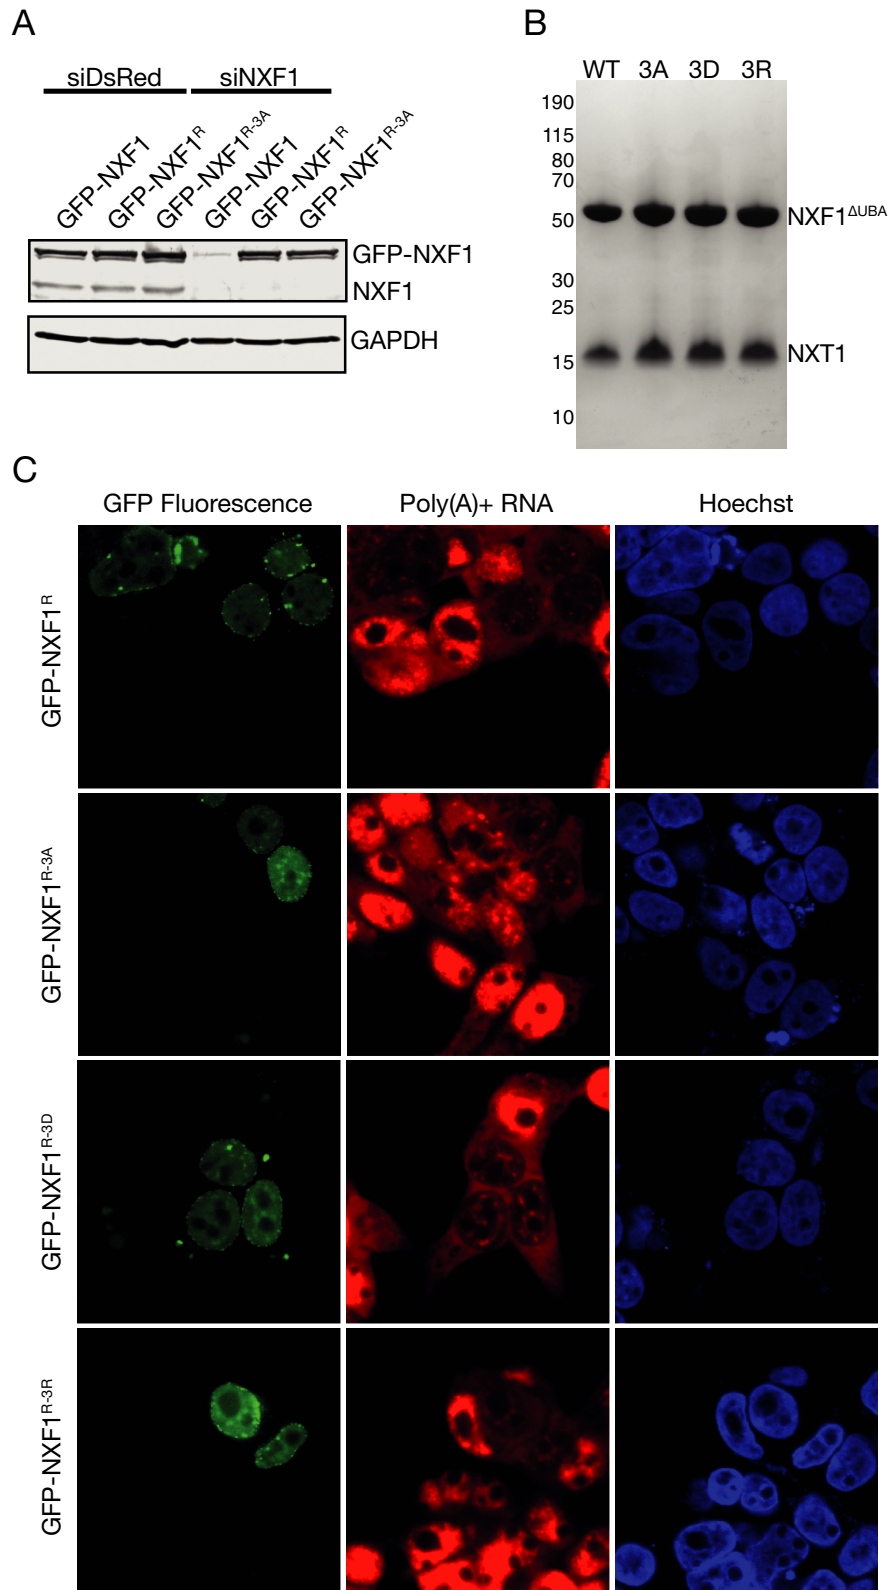 A
siDsRed
siNXF1
GFP-NXF1
GFP-NXF1ᴿ
GFP-NXF1ᴿ⁻³ᴬ
GFP-NXF1
GFP-NXF1ᴿ
GFP-NXF1ᴿ⁻³ᴬ
GFP-NXF1
NXF1
GAPDH
B
WT 3A 3D 3R
190
115
80
70
50
30
25
15
10
NXF1ΔUBA
NXT1
C
GFP Fluorescence
Poly(A)+ RNA
Hoechst
GFP-NXF1ᴿ
GFP-NXF1ᴿ⁻³ᴬ
GFP-NXF1ᴿ⁻³ᴰ
GFP-NXF1ᴿ⁻³ᴿ